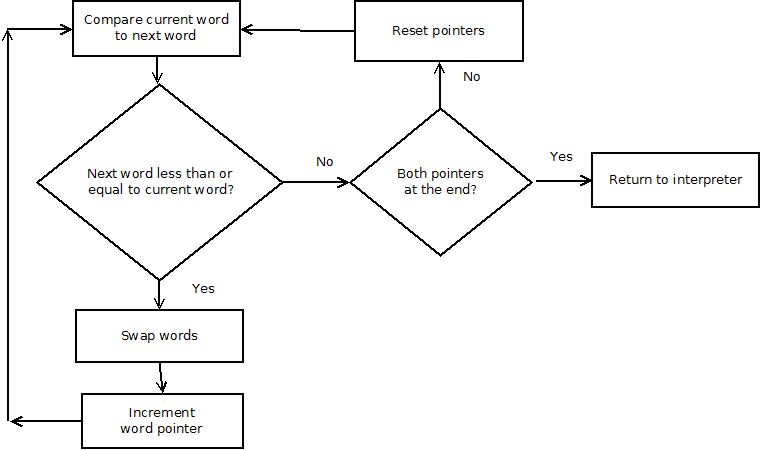 Compare current word
to next word
Reset pointers
No
Next word less than or
equal to current word?
No
Both pointers
at the end?
Yes
Return to interpreter
Yes
Swap words
Increment
word pointer